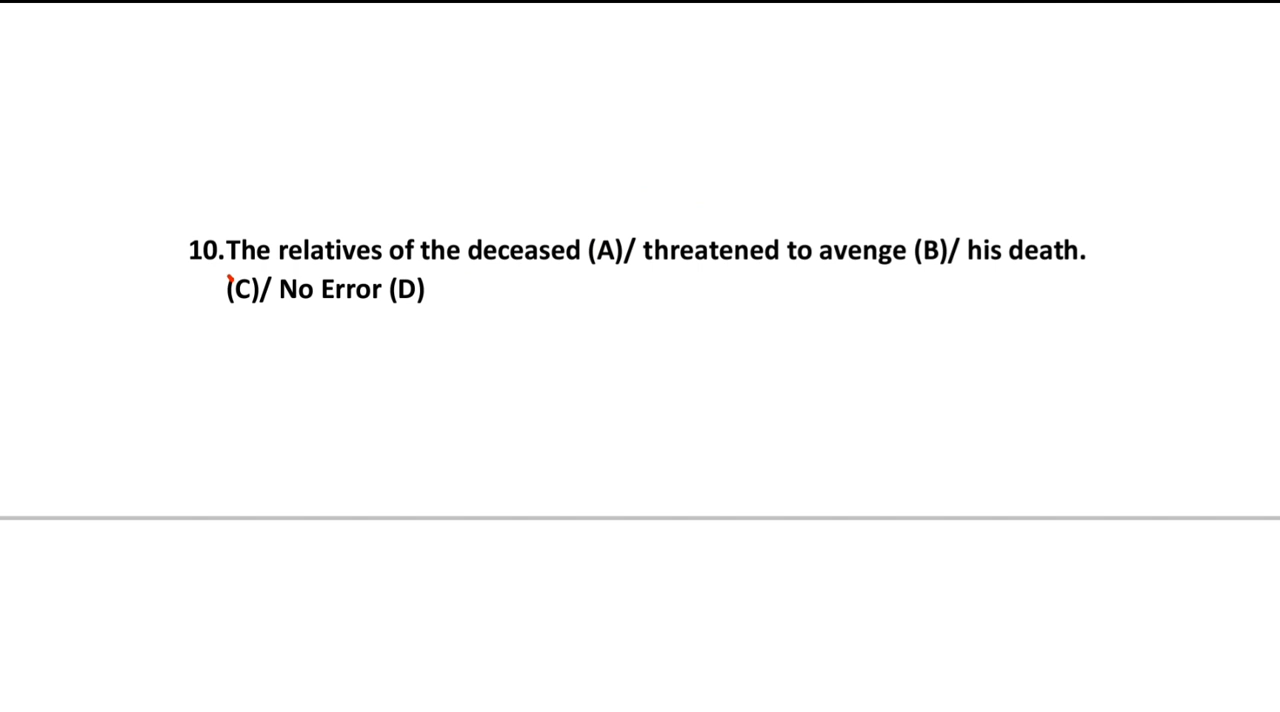 10.The relatives of the deceased (A)/ threatened to avenge (B)/ his death.
(C)/ No Error (D)